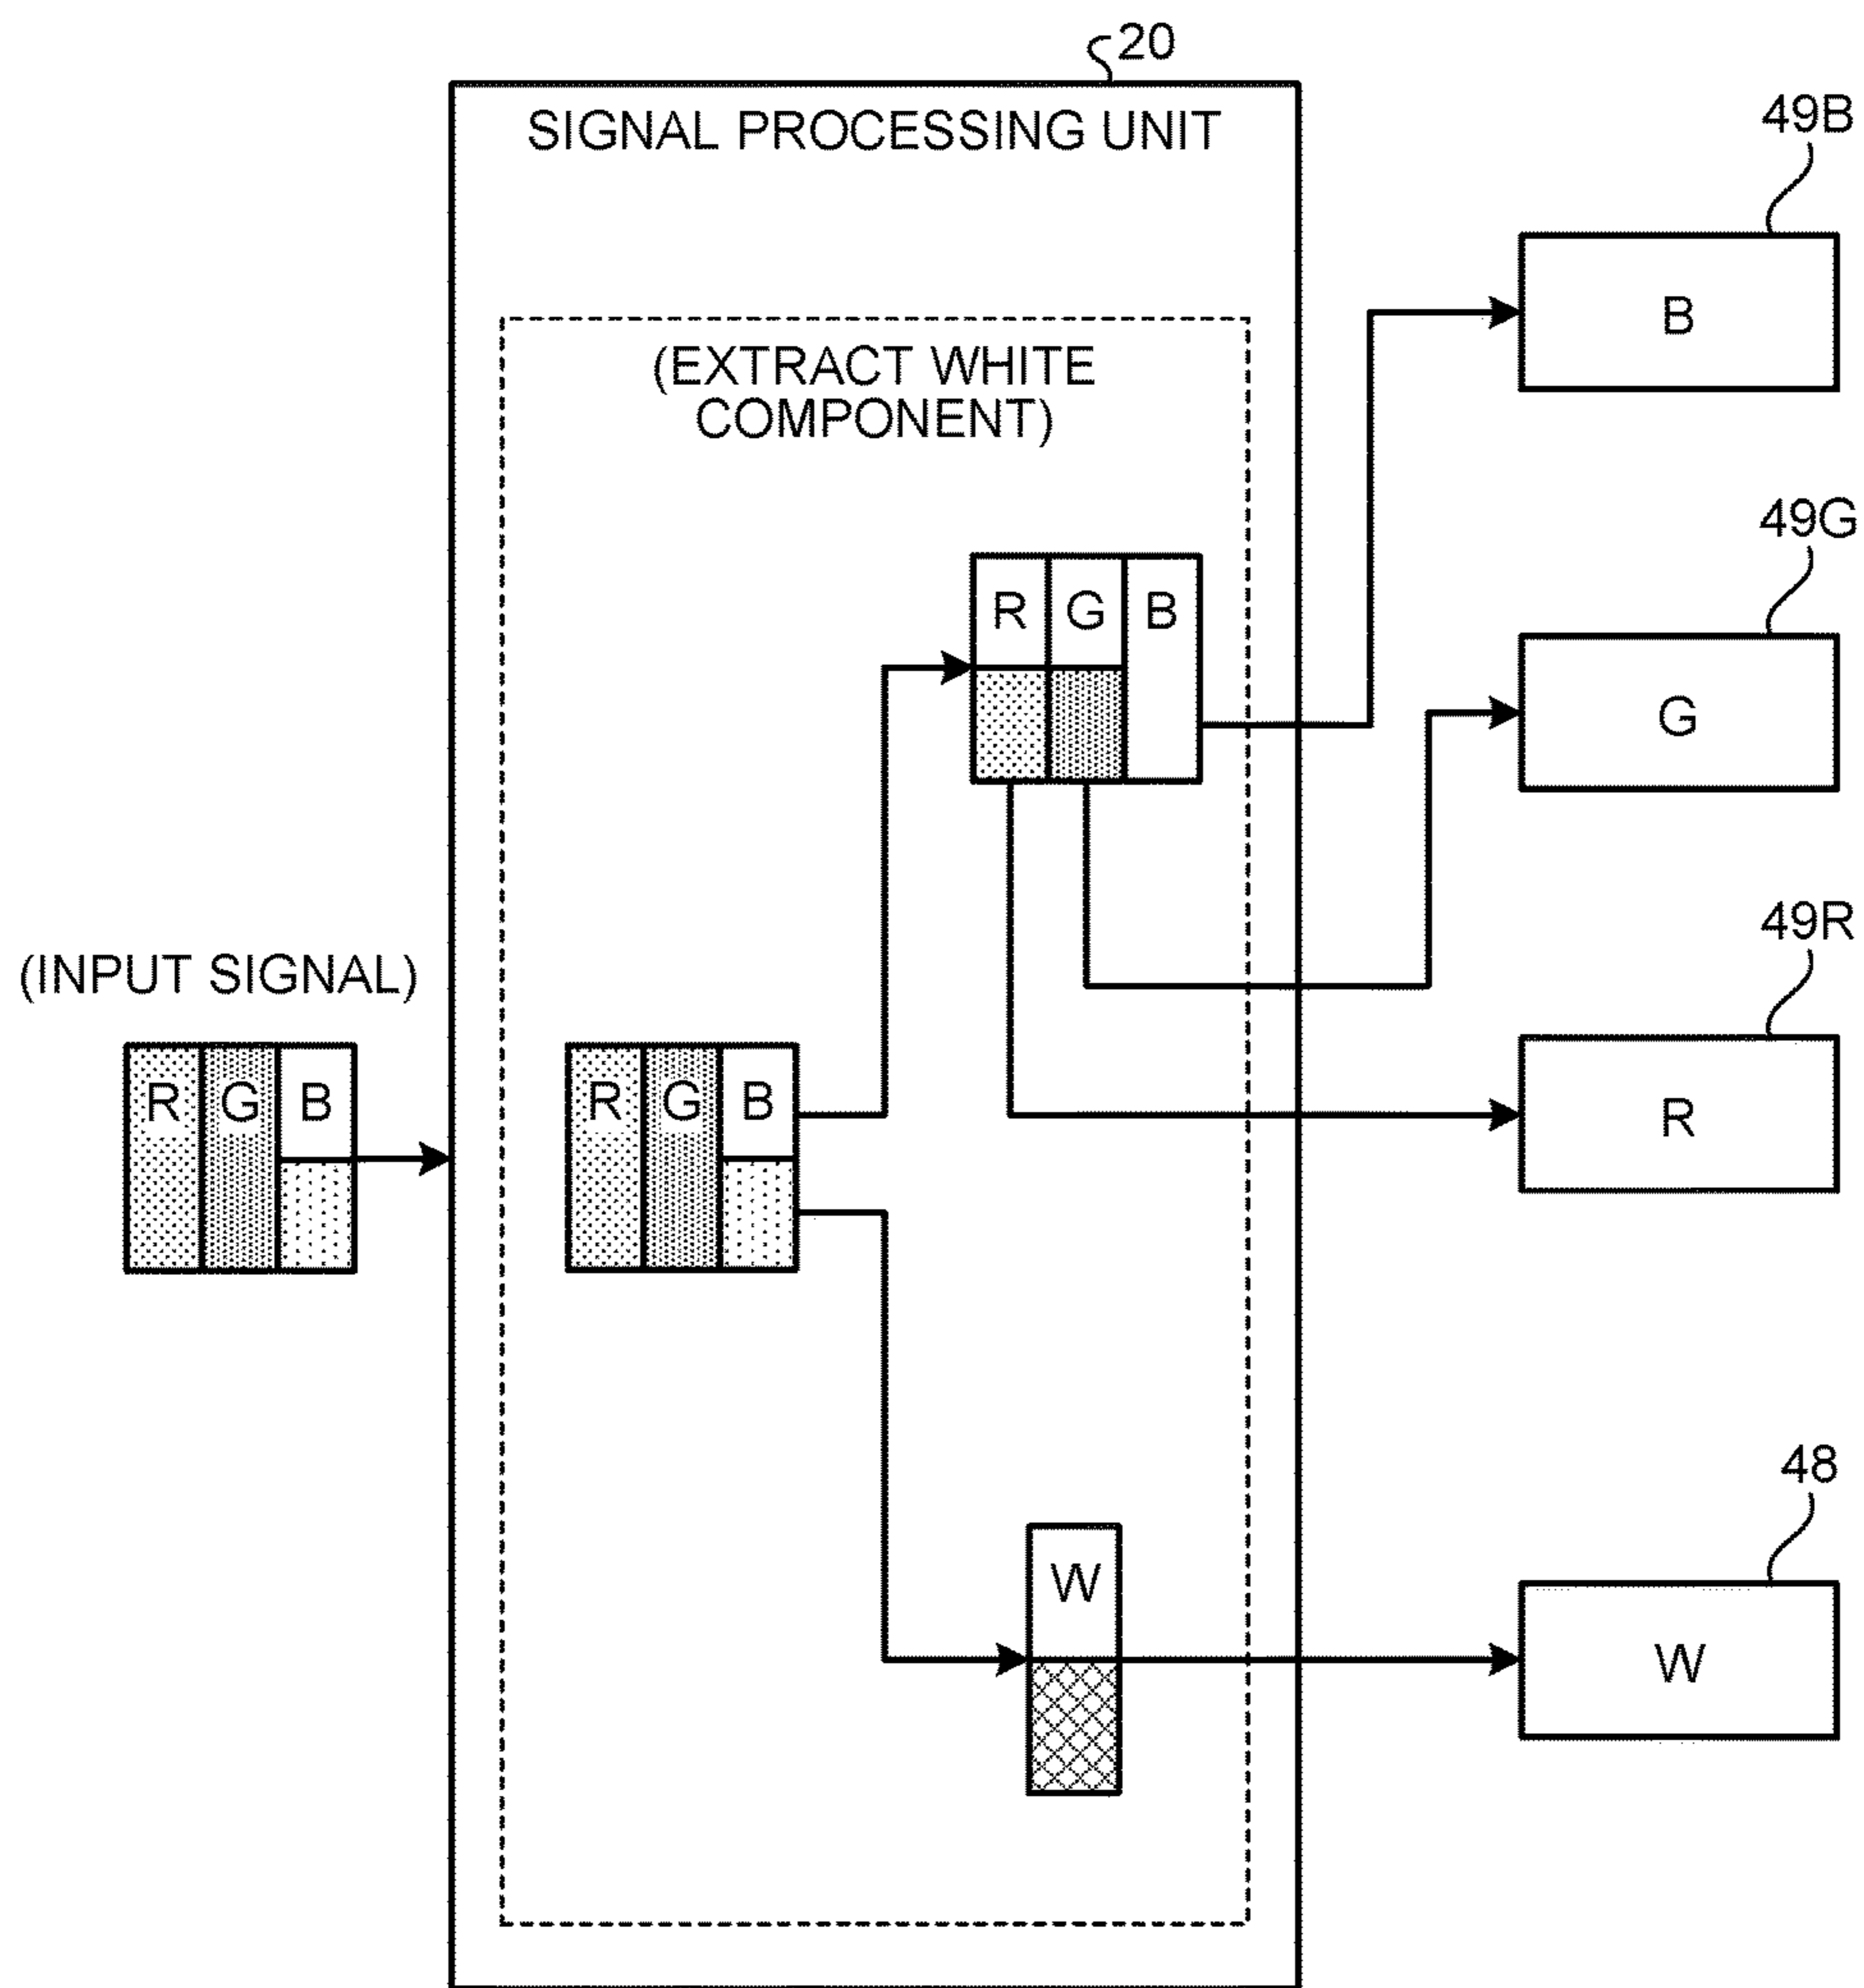 20
SIGNAL PROCESSING UNIT
49B
B
(EXTRACT WHITE
COMPONENT)
49G
R G B
G
49R
(INPUT SIGNAL)
R G B
R G B
R
48
W
W